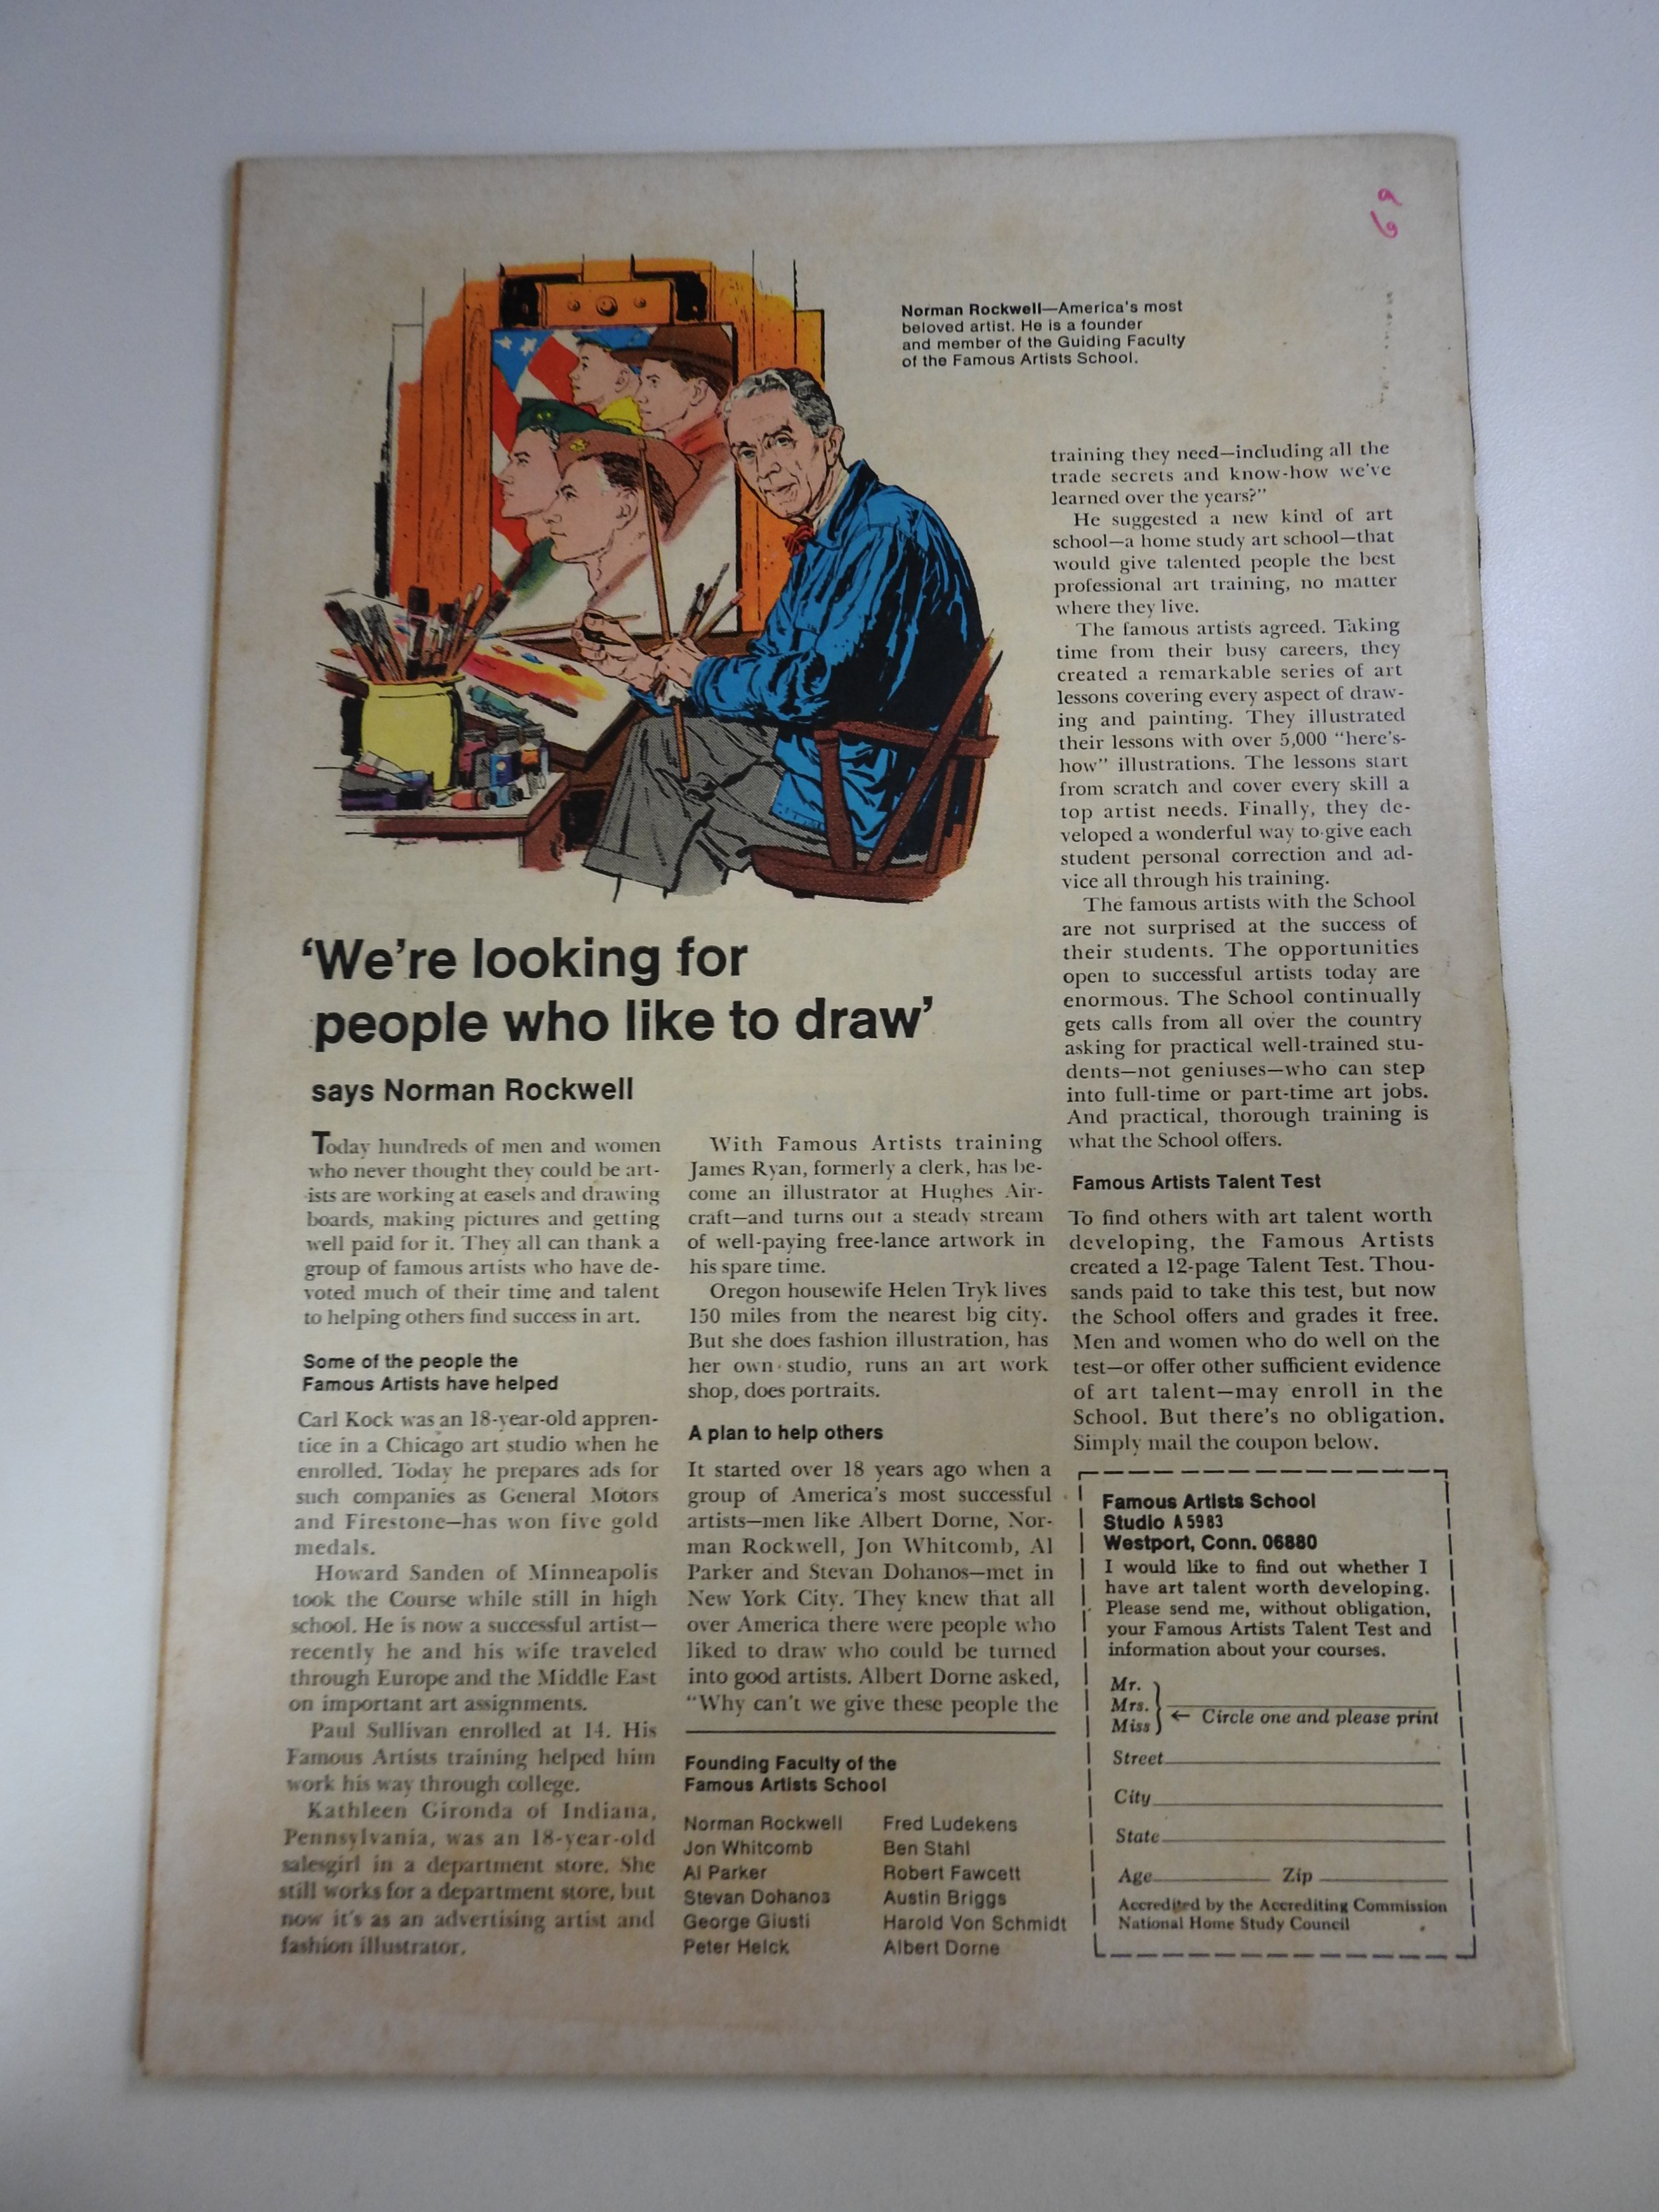 69
Norman Rockwell—America's most
beloved artist. He is a founder
and member of the Guiding Faculty
of the Famous Artists School.
'We're looking for
people who like to draw'
says Norman Rockwell
Today hundreds of men and women
who never thought they could be art-
ists are working at easels and drawing
boards, making pictures and getting
well paid for it. They all can thank a
group of famous artists who have de-
voted much of their time and talent
to helping others find success in art.
Some of the people the
Famous Artists have helped
Carl Kock was an 18-year-old appren-
tice in a Chicago art studio when he
enrolled. Today he prepares ads for
such companies as General Motors
and Firestone—has won five gold
medals.
Howard Sanden of Minneapolis
took the Course while still in high
school. He is now a successful artist—
recently he and his wife traveled
through Europe and the Middle East
on important art assignments.
Paul Sullivan enrolled at 14. His
Famous Artists training helped him
work his way through college.
Kathleen Gironda of Indiana,
Pennsylvania, was an 18-year-old
salesgirl in a department store. She
still works for a department store, but
now it's as an advertising artist and
fashion illustrator.
With Famous Artists training
James Ryan, formerly a clerk, has be-
come an illustrator at Hughes Air-
craft—and turns out a steady stream
of well-paying free-lance artwork in
his spare time.
Oregon housewife Helen Tryk lives
150 miles from the nearest big city.
But she does fashion illustration, has
her own studio, runs an art work
shop, does portraits.
A plan to help others
It started over 18 years ago when a
group of America's most successful
artists—men like Albert Dorne, Nor-
man Rockwell, Jon Whitcomb, Al
Parker and Stevan Dohanos—met in
New York City. They knew that all
over America there were people who
liked to draw who could be turned
into good artists. Albert Dorne asked,
"Why can't we give these people the
training they need—including all the
trade secrets and know-how we've
learned over the years?"
He suggested a new kind of art
school—a home study art school—that
would give talented people the best
professional art training, no matter
where they live.
The famous artists agreed. Taking
time from their busy careers, they
created a remarkable series of art
lessons covering every aspect of draw-
ing and painting. They illustrated
their lessons with over 5,000 "here's-
how" illustrations. The lessons start
from scratch and cover every skill a
top artist needs. Finally, they de-
veloped a wonderful way to give each
student personal correction and ad-
vice all through his training.
The famous artists with the School
are not surprised at the success of
their students. The opportunities
open to successful artists today are
enormous. The School continually
gets calls from all over the country
asking for practical well-trained stu-
dents—not geniuses—who can step
into full-time or part-time art jobs.
And practical, thorough training is
what the School offers.
Famous Artists Talent Test
To find others with art talent worth
developing, the Famous Artists
created a 12-page Talent Test. Thou-
sands paid to take this test, but now
the School offers and grades it free.
Men and women who do well on the
test—or offer other sufficient evidence
of art talent—may enroll in the
School. But there's no obligation.
Simply mail the coupon below.
Founding Faculty of the
Famous Artists School
Norman Rockwell
Jon Whitcomb
Al Parker
Stevan Dohanos
George Giusti
Peter Helck
Fred Ludekens
Ben Stahl
Robert Fawcett
Austin Briggs
Harold Von Schmidt
Albert Dorne
Famous Artists School
Studio A 5983
Westport, Conn. 06880
I would like to find out whether I
have art talent worth developing.
Please send me, without obligation,
your Famous Artists Talent Test and
information about your courses.
Mr.
Mrs.
Miss
← Circle one and please print
Street
City
State
Age Zip
Accredited by the Accrediting Commission
National Home Study Council